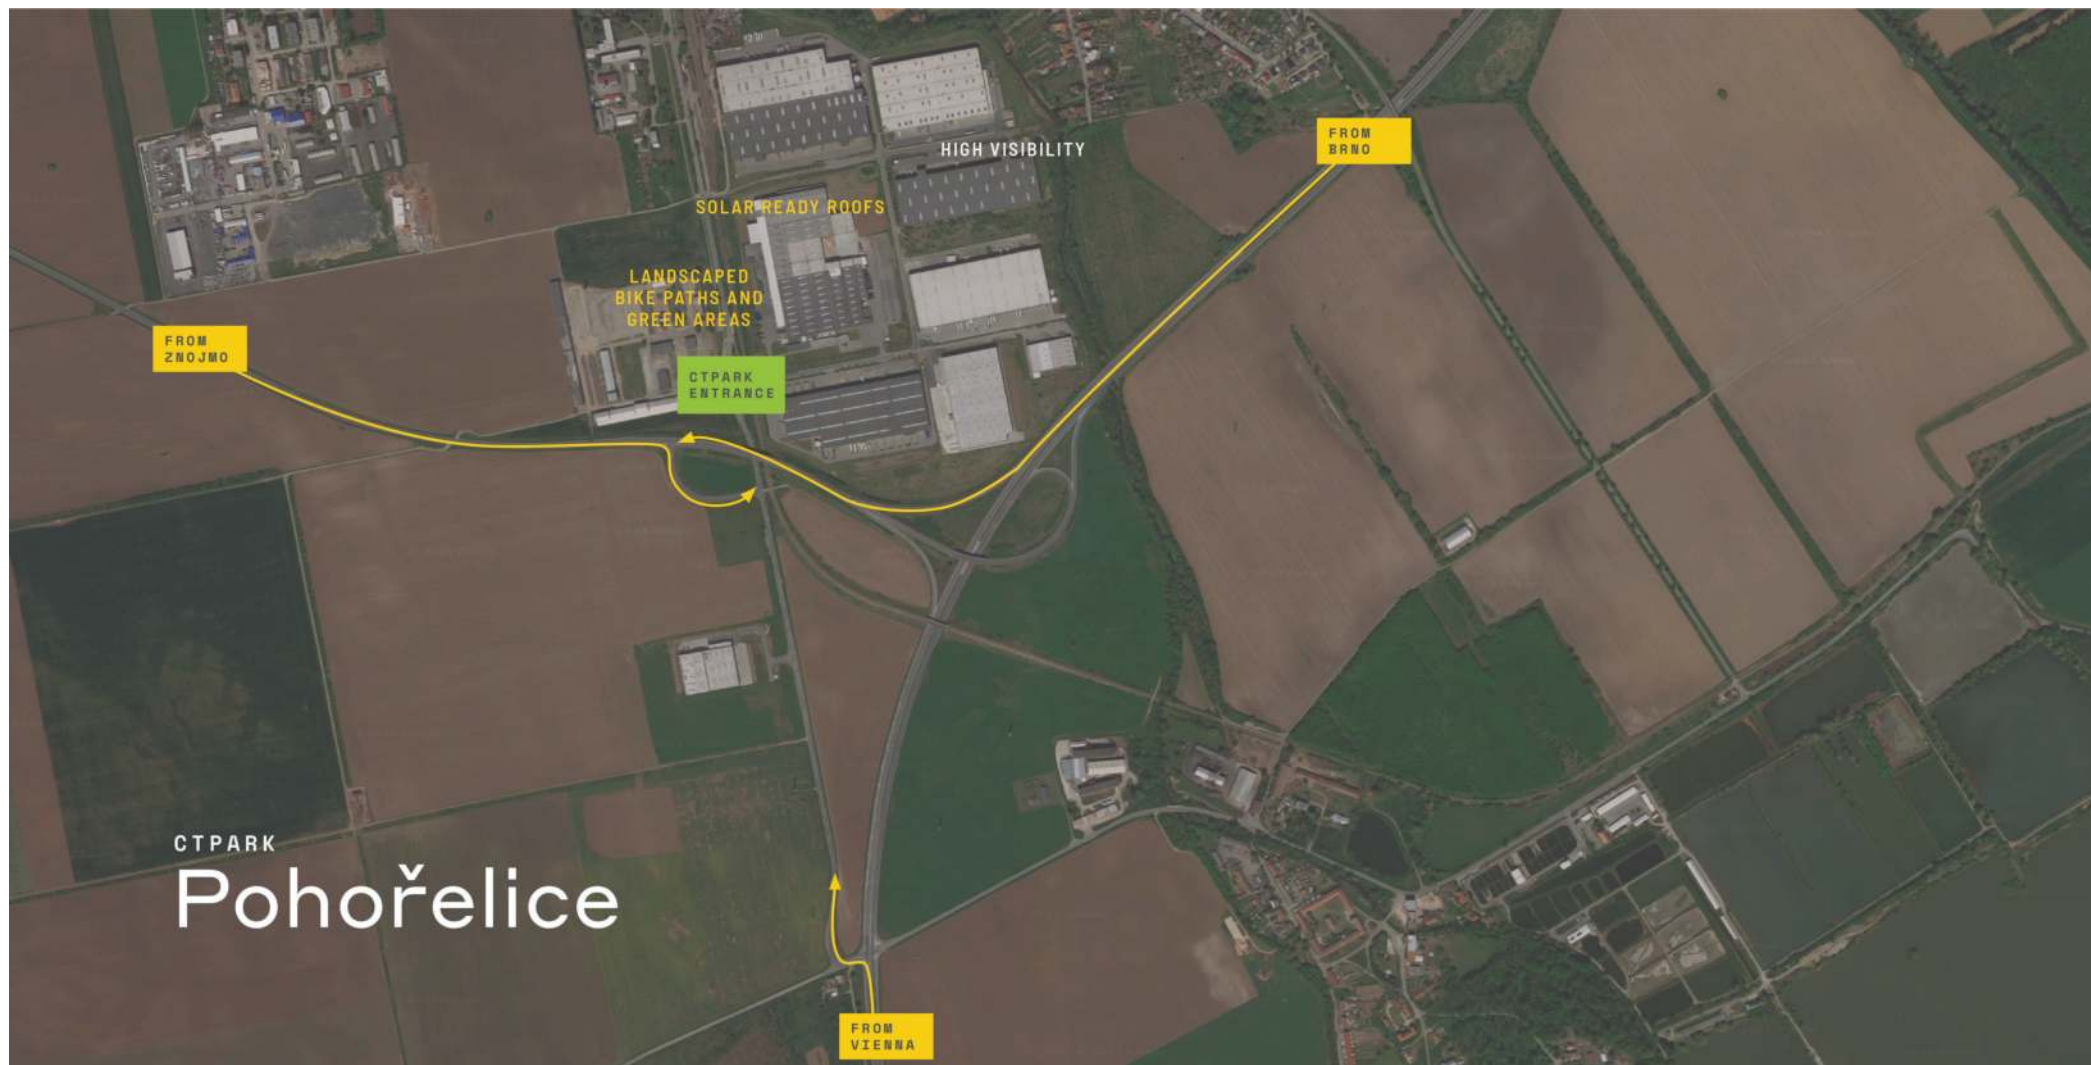 FROM
BRNO
HIGH VISIBILITY
SOLAR READY ROOFS
LANDSCAPED
BIKE PATHS AND
GREEN AREAS
FROM
ZNOJMO
CTPARK
ENTRANCE
CTPARK
Pohořelice
FROM
VIENNA